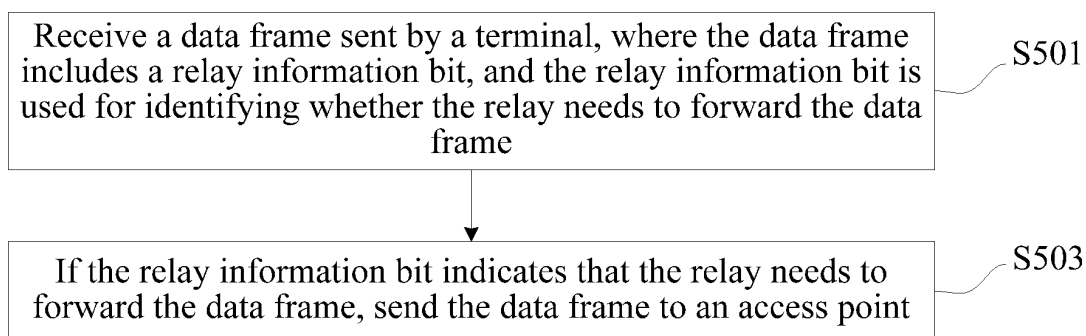 Receive a data frame sent by a terminal, where the data frame
includes a relay information bit, and the relay information bit is
used for identifying whether the relay needs to forward the data
frame
S501
If the relay information bit indicates that the relay needs to
forward the data frame, send the data frame to an access point
S503